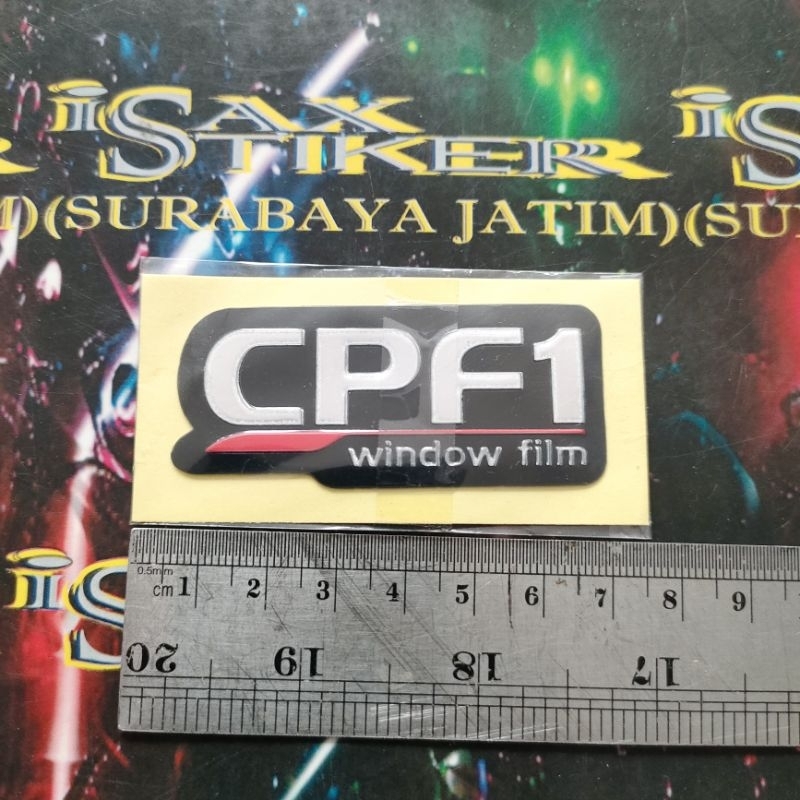 iSAX STIKER iS
R
M) (SURABAYA JATIM) (SU
CPF1
window film
0.5mm
cm 1 2 3 4 5 6 7 8 9
20 19 18 17
iS